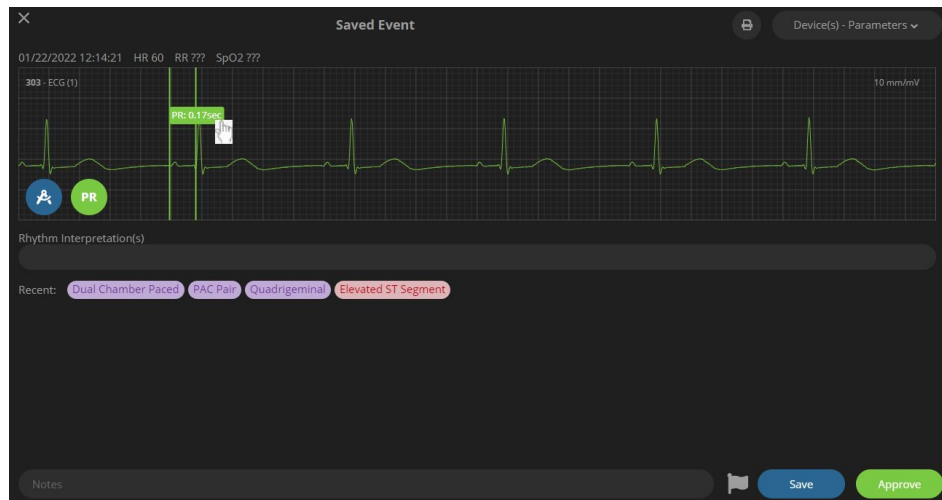 Saved Event
Device(s) - Parameters
01/22/2022 12:14:21 HR 60 RR ??? SpO2 ???
303 - ECG (1)
10 mm/mV
PR: 0.17sec
PR
Rhythm Interpretation(s)
Recent: Dual Chamber Paced PAC Pair Quadrigeminal Elevated ST Segment
Notes
Save
Approve